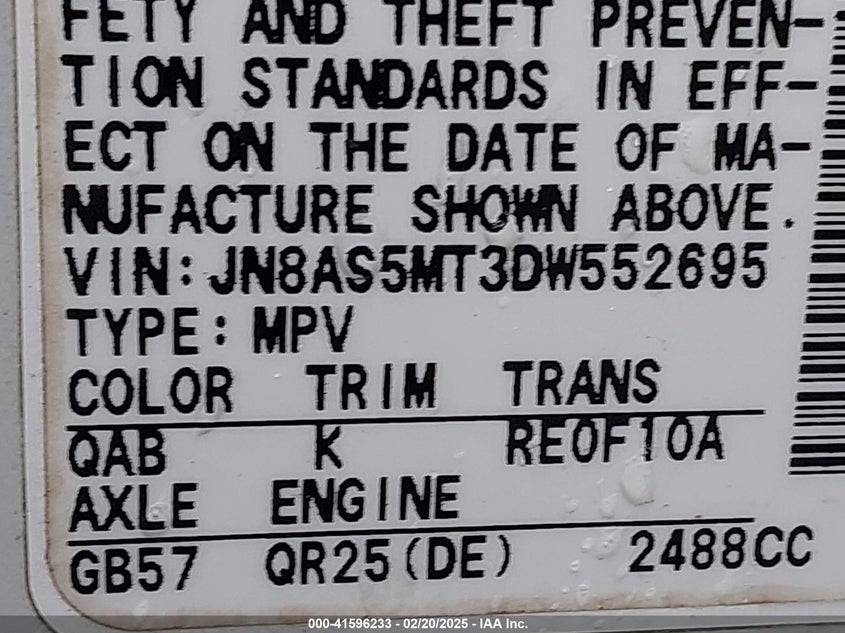 FETY AND THEFT PREVEN-
TION STANDARDS IN EFF-
ECT ON THE DATE OF MA-
NUFACTURE SHOWN ABOVE.
VIN: JN8AS5MT3DW552695
TYPE: MPV
COLOR TRIM TRANS
QAB K RE0F10A
AXLE ENGINE
GB57 QR25(DE) 2488CC
000-41596233 - 02/20/2025 - IAA Inc.